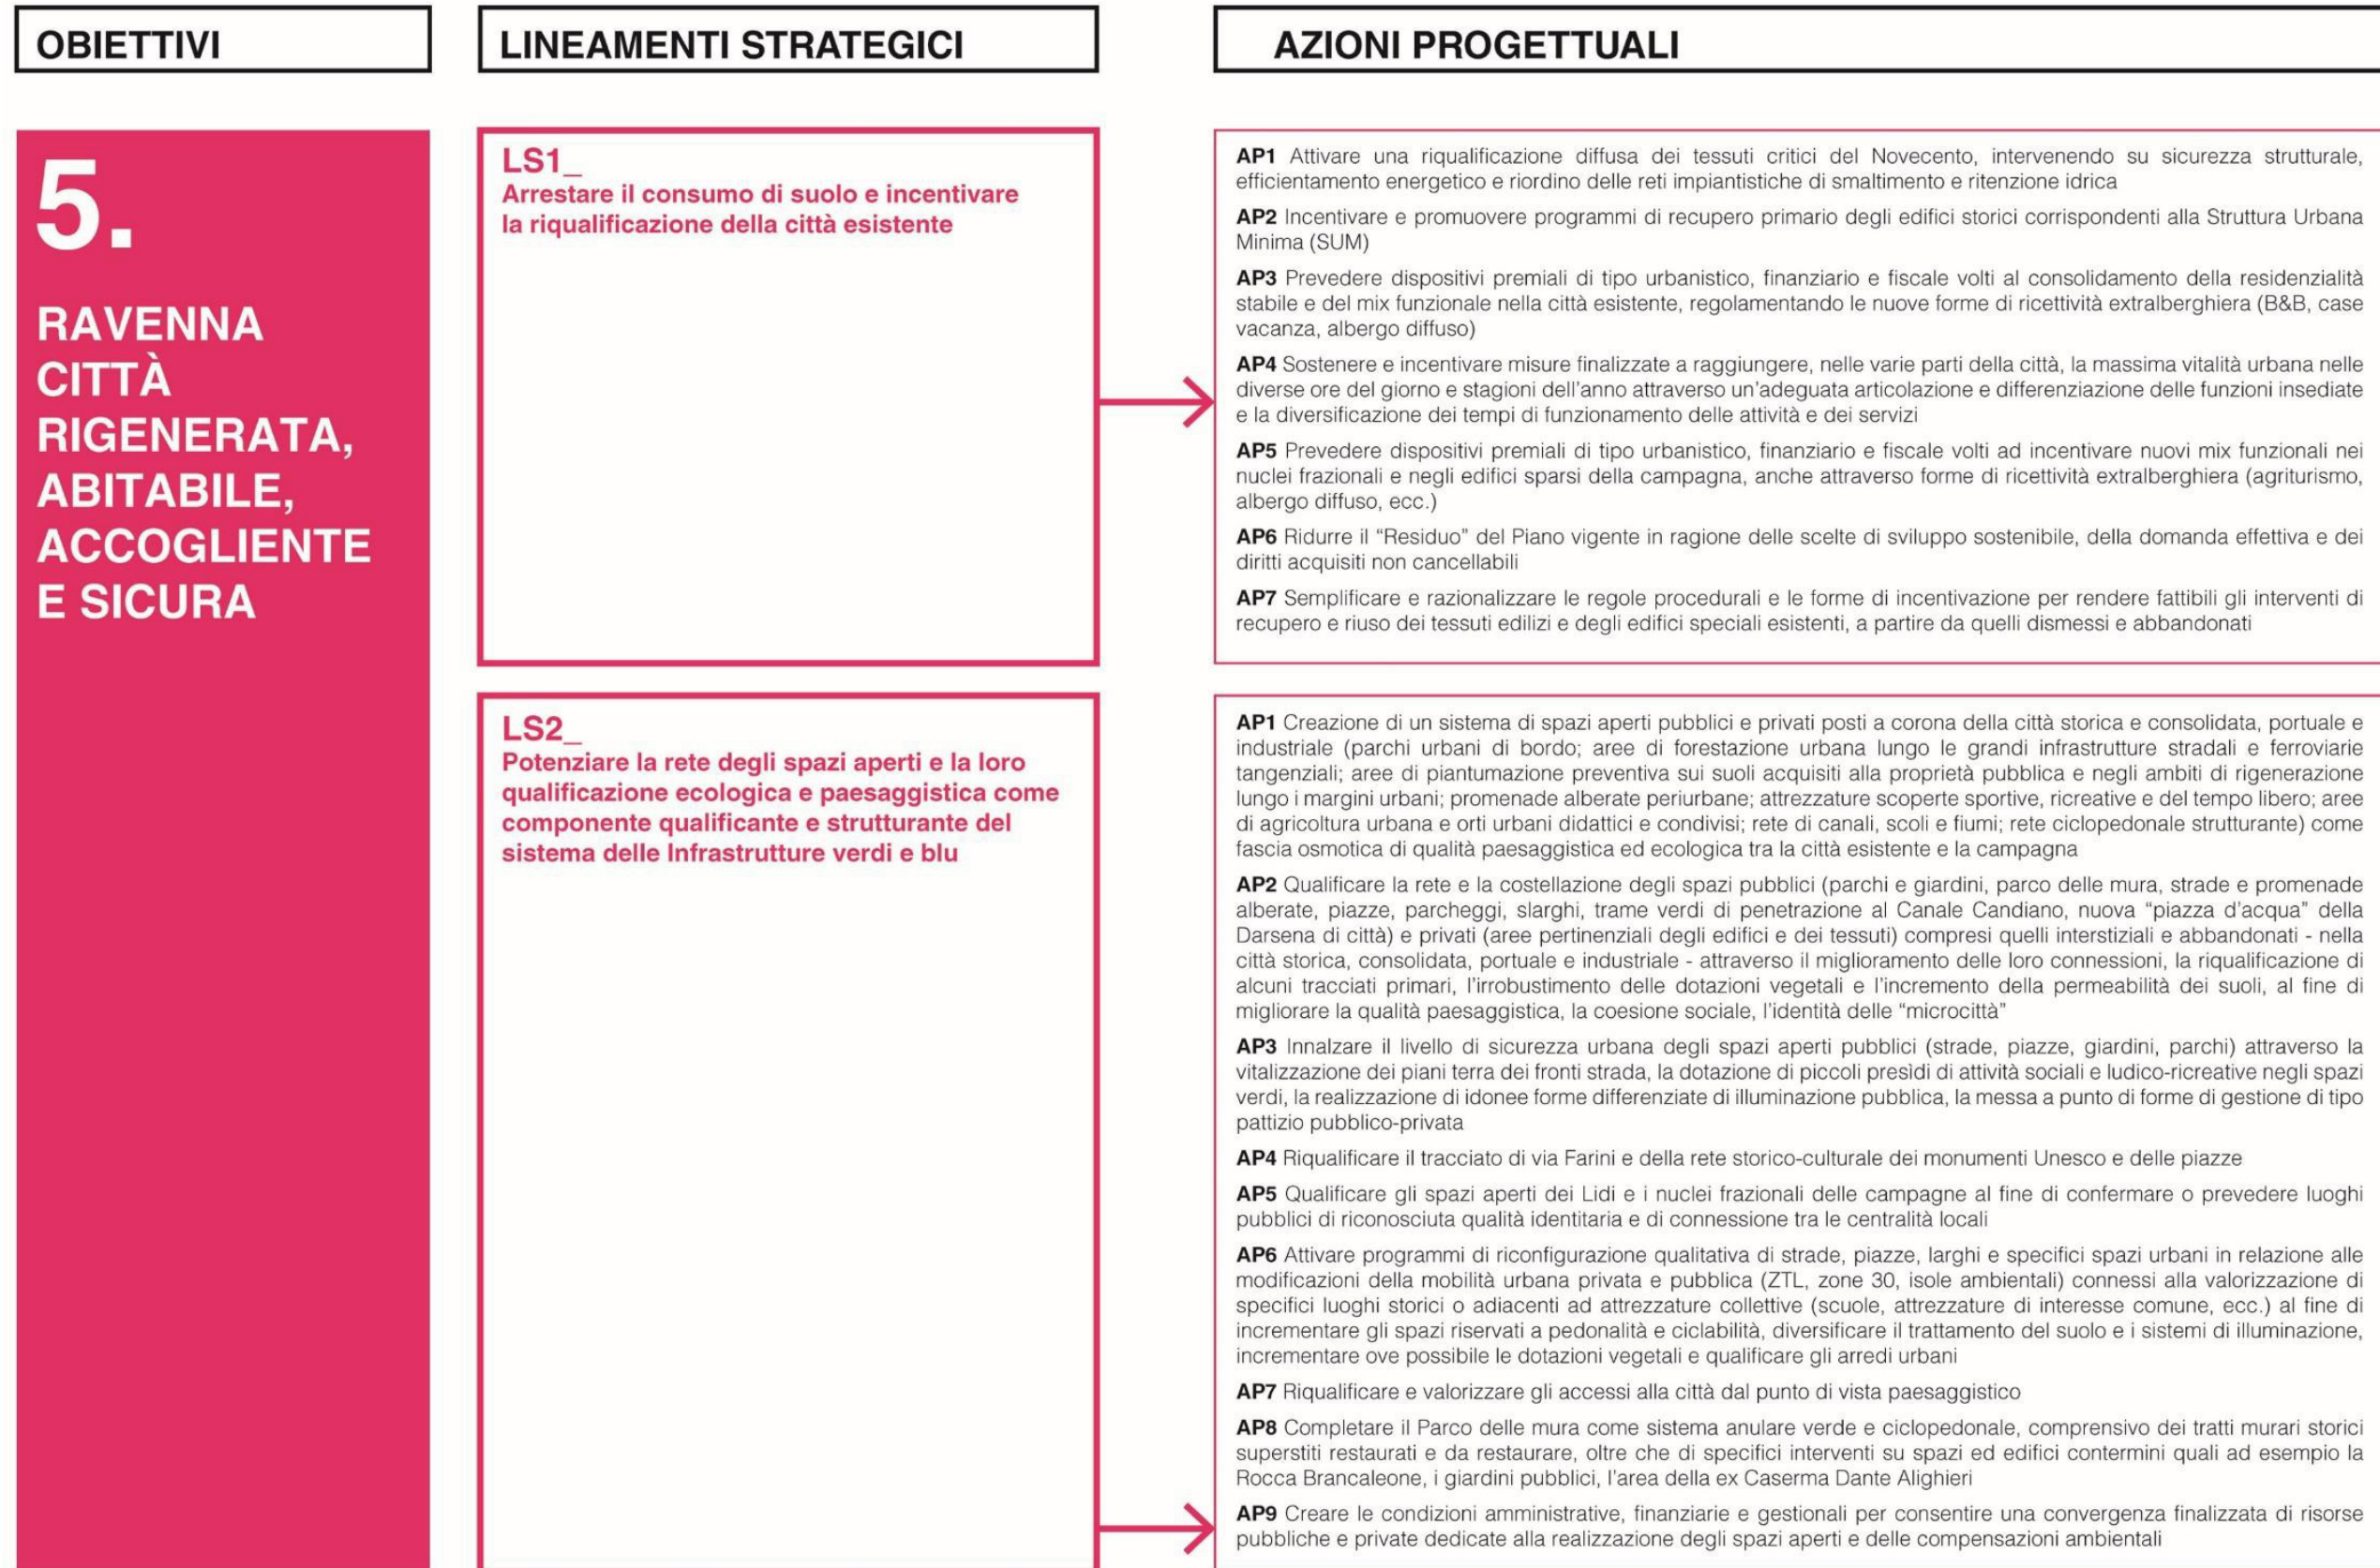 OBIETTIVI
LINEAMENTI STRATEGICI
AZIONI PROGETTUALI
5.
RAVENNA
CITTÀ
RIGENERATA,
ABITABILE,
ACCOGLIENTE
E SICURA
LS1_
Arrestare il consumo di suolo e incentivare
la riqualificazione della città esistente
AP1 Attivare una riqualificazione diffusa dei tessuti critici del Novecento, intervenendo su sicurezza strutturale,
efficientamento energetico e riordino delle reti impiantistiche di smaltimento e ritenzione idrica
AP2 Incentivare e promuovere programmi di recupero primario degli edifici storici corrispondenti alla Struttura Urbana
Minima (SUM)
AP3 Prevedere dispositivi premiali di tipo urbanistico, finanziario e fiscale volti al consolidamento della residenzialità
stabile e del mix funzionale nella città esistente, regolamentando le nuove forme di ricettività extralberghiera (B&B, case
vacanza, albergo diffuso)
AP4 Sostenere e incentivare misure finalizzate a raggiungere, nelle varie parti della città, la massima vitalità urbana nelle
diverse ore del giorno e stagioni dell'anno attraverso un'adeguata articolazione e differenziazione delle funzioni insediate
e la diversificazione dei tempi di funzionamento delle attività e dei servizi
AP5 Prevedere dispositivi premiali di tipo urbanistico, finanziario e fiscale volti ad incentivare nuovi mix funzionali nei
nuclei frazionali e negli edifici sparsi della campagna, anche attraverso forme di ricettività extralberghiera (agriturismo,
albergo diffuso, ecc.)
AP6 Ridurre il “Residuo” del Piano vigente in ragione delle scelte di sviluppo sostenibile, della domanda effettiva e dei
diritti acquisiti non cancellabili
AP7 Semplificare e razionalizzare le regole procedurali e le forme di incentivazione per rendere fattibili gli interventi di
recupero e riuso dei tessuti edilizi e degli edifici speciali esistenti, a partire da quelli dismessi e abbandonati
LS2_
Potenziare la rete degli spazi aperti e la loro
qualificazione ecologica e paesaggistica come
componente qualificante e strutturante del
sistema delle Infrastrutture verdi e blu
AP1 Creazione di un sistema di spazi aperti pubblici e privati posti a corona della città storica e consolidata, portuale e
industriale (parchi urbani di bordo; aree di forestazione urbana lungo le grandi infrastrutture stradali e ferroviarie
tangenziali; aree di piantumazione preventiva sui suoli acquisiti alla proprietà pubblica e negli ambiti di rigenerazione
lungo i margini urbani; promenade alberate periurbane; attrezzature scoperte sportive, ricreative e del tempo libero; aree
di agricoltura urbana e orti urbani didattici e condivisi; rete di canali, scoli e fiumi; rete ciclopedonale strutturante) come
fascia osmotica di qualità paesaggistica ed ecologica tra la città esistente e la campagna
AP2 Qualificare la rete e la costellazione degli spazi pubblici (parchi e giardini, parco delle mura, strade e promenade
alberate, piazze, parcheggi, slarghi, trame verdi di penetrazione al Canale Candiano, nuova “piazza d'acqua” della
Darsena di città) e privati (aree pertinenziali degli edifici e dei tessuti) compresi quelli interstiziali e abbandonati - nella
città storica, consolidata, portuale e industriale - attraverso il miglioramento delle loro connessioni, la riqualificazione di
alcuni tracciati primari, l'irrobustimento delle dotazioni vegetali e l'incremento della permeabilità dei suoli, al fine di
migliorare la qualità paesaggistica, la coesione sociale, l'identità delle “microcittà”
AP3 Innalzare il livello di sicurezza urbana degli spazi aperti pubblici (strade, piazze, giardini, parchi) attraverso la
vitalizzazione dei piani terra dei fronti strada, la dotazione di piccoli presìdi di attività sociali e ludico-ricreative negli spazi
verdi, la realizzazione di idonee forme differenziate di illuminazione pubblica, la messa a punto di forme di gestione di tipo
pattizio pubblico-privata
AP4 Riqualificare il tracciato di via Farini e della rete storico-culturale dei monumenti Unesco e delle piazze
AP5 Qualificare gli spazi aperti dei Lidi e i nuclei frazionali delle campagne al fine di confermare o prevedere luoghi
pubblici di riconosciuta qualità identitaria e di connessione tra le centralità locali
AP6 Attivare programmi di riconfigurazione qualitativa di strade, piazze, larghi e specifici spazi urbani in relazione alle
modificazioni della mobilità urbana privata e pubblica (ZTL, zone 30, isole ambientali) connessi alla valorizzazione di
specifici luoghi storici o adiacenti ad attrezzature collettive (scuole, attrezzature di interesse comune, ecc.) al fine di
incrementare gli spazi riservati a pedonalità e ciclabilità, diversificare il trattamento del suolo e i sistemi di illuminazione,
incrementare ove possibile le dotazioni vegetali e qualificare gli arredi urbani
AP7 Riqualificare e valorizzare gli accessi alla città dal punto di vista paesaggistico
AP8 Completare il Parco delle mura come sistema anulare verde e ciclopedonale, comprensivo dei tratti murari storici
superstiti restaurati e da restaurare, oltre che di specifici interventi su spazi ed edifici contermini quali ad esempio la
Rocca Brancaleone, i giardini pubblici, l'area della ex Caserma Dante Alighieri
AP9 Creare le condizioni amministrative, finanziarie e gestionali per consentire una convergenza finalizzata di risorse
pubbliche e private dedicate alla realizzazione degli spazi aperti e delle compensazioni ambientali